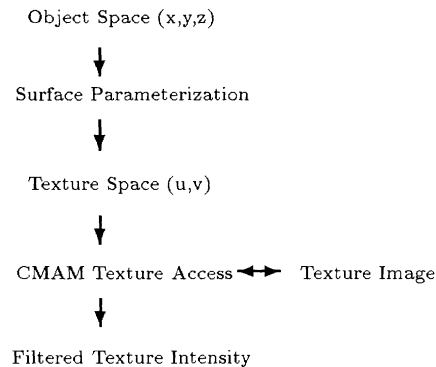 Object Space (x,y,z)
Surface Parameterization
Texture Space (u,v)
CMAM Texture Access
Texture Image
Filtered Texture Intensity